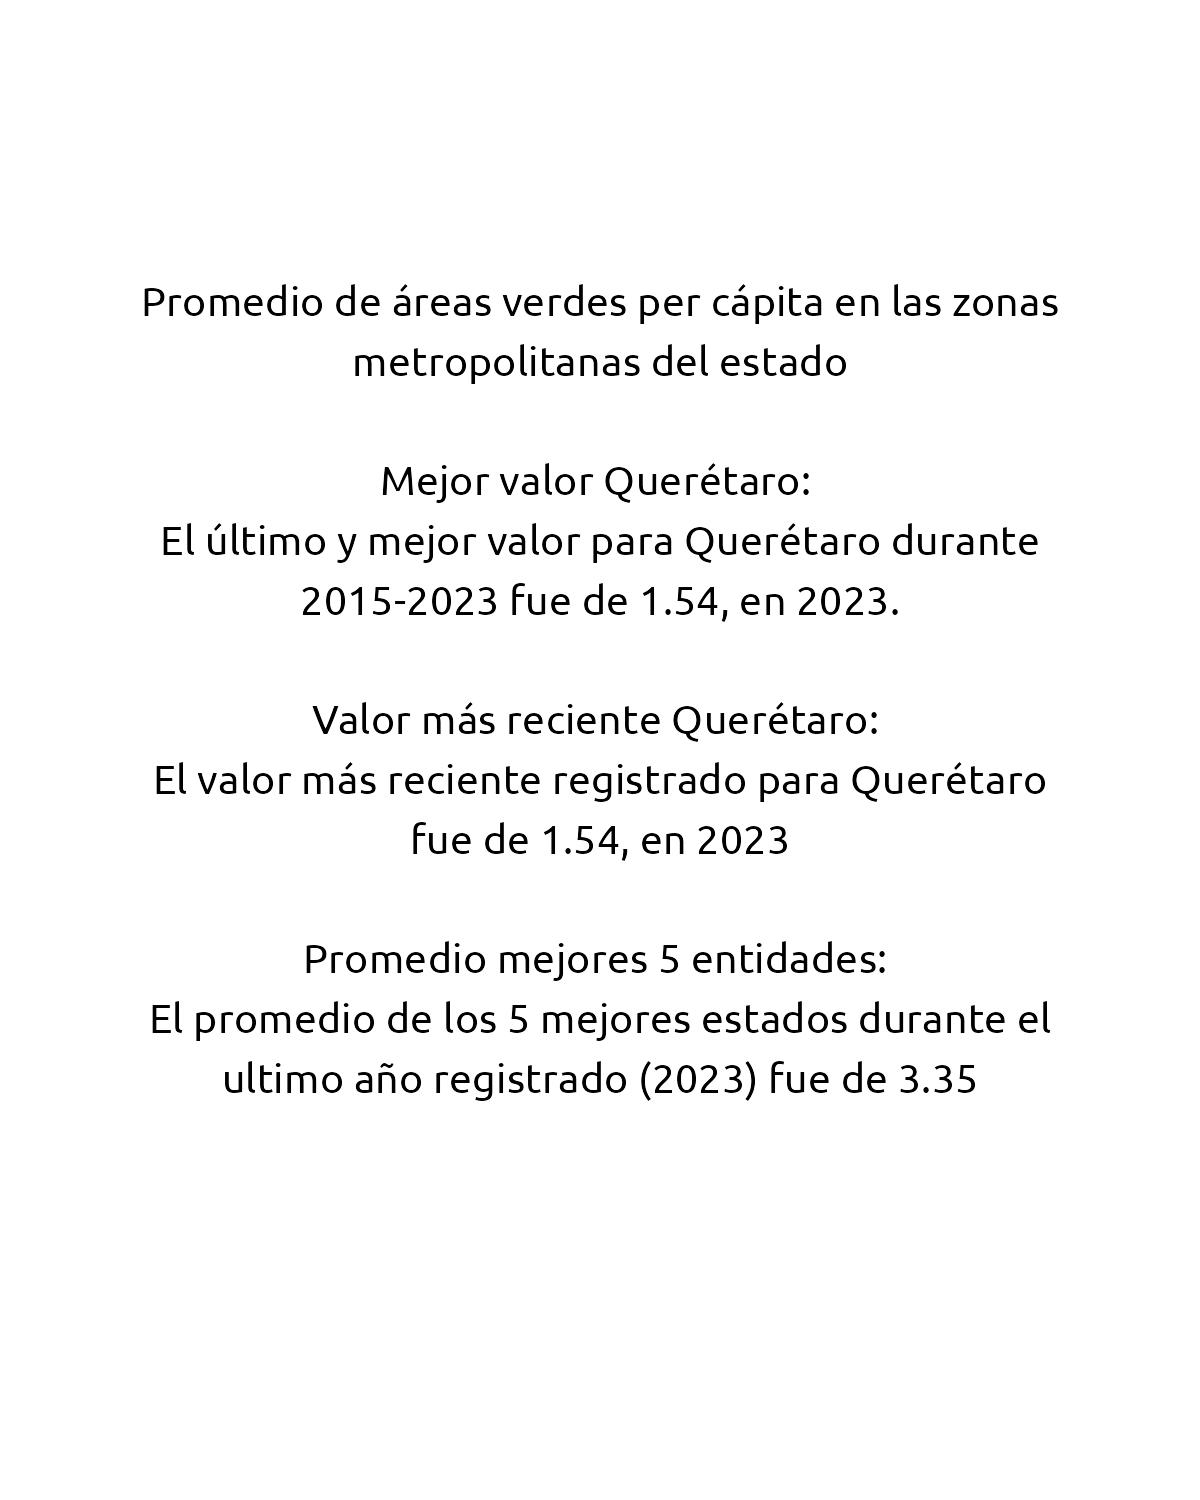 Promedio de áreas verdes per cápita en las zonas
metropolitanas del estado
Mejor valor Querétaro:
El último y mejor valor para Querétaro durante
2015-2023 fue de 1.54, en 2023.
Valor más reciente Querétaro:
El valor más reciente registrado para Querétaro
fue de 1.54, en 2023
Promedio mejores 5 entidades:
El promedio de los 5 mejores estados durante el
ultimo año registrado (2023) fue de 3.35